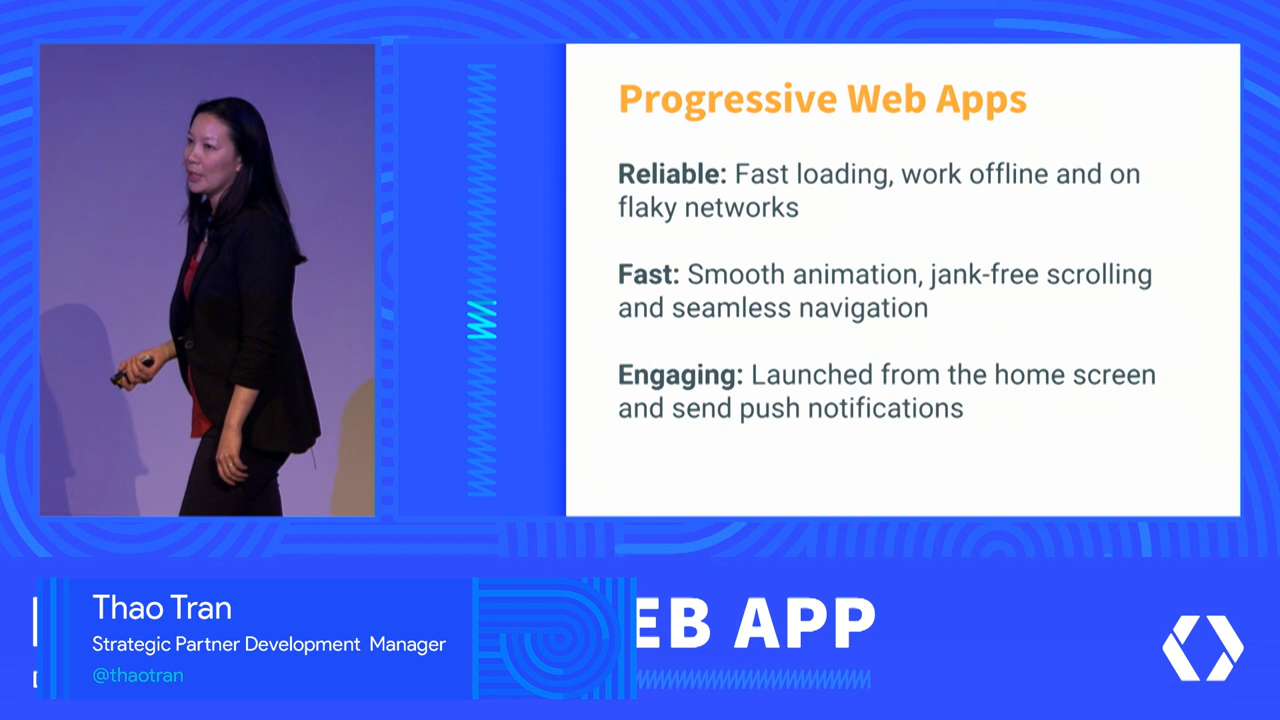 Progressive Web Apps
Reliable: Fast loading, work offline and on
flaky networks
Fast: Smooth animation, jank-free scrolling
and seamless navigation
Engaging: Launched from the home screen
and send push notifications
Thao Tran
Strategic Partner Development Manager
@thaotran
EB APP